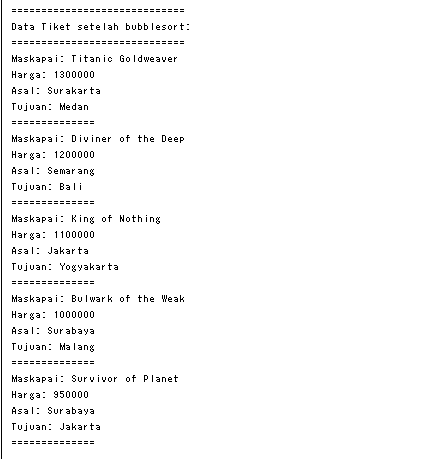 =============================
Data Tiket setelah bubblesort:
=============================
Maskapai: Titanic Goldweaver
Harga: 1300000
Asal: Surakarta
Tujuan: Medan
==============
Maskapai: Diviner of the Deep
Harga: 1200000
Asal: Semarang
Tujuan: Bali
==============
Maskapai: King of Nothing
Harga: 1100000
Asal: Jakarta
Tujuan: Yogyakarta
==============
Maskapai: Bulwark of the Weak
Harga: 1000000
Asal: Surabaya
Tujuan: Malang
==============
Maskapai: Survivor of Planet
Harga: 950000
Asal: Surabaya
Tujuan: Jakarta
==============